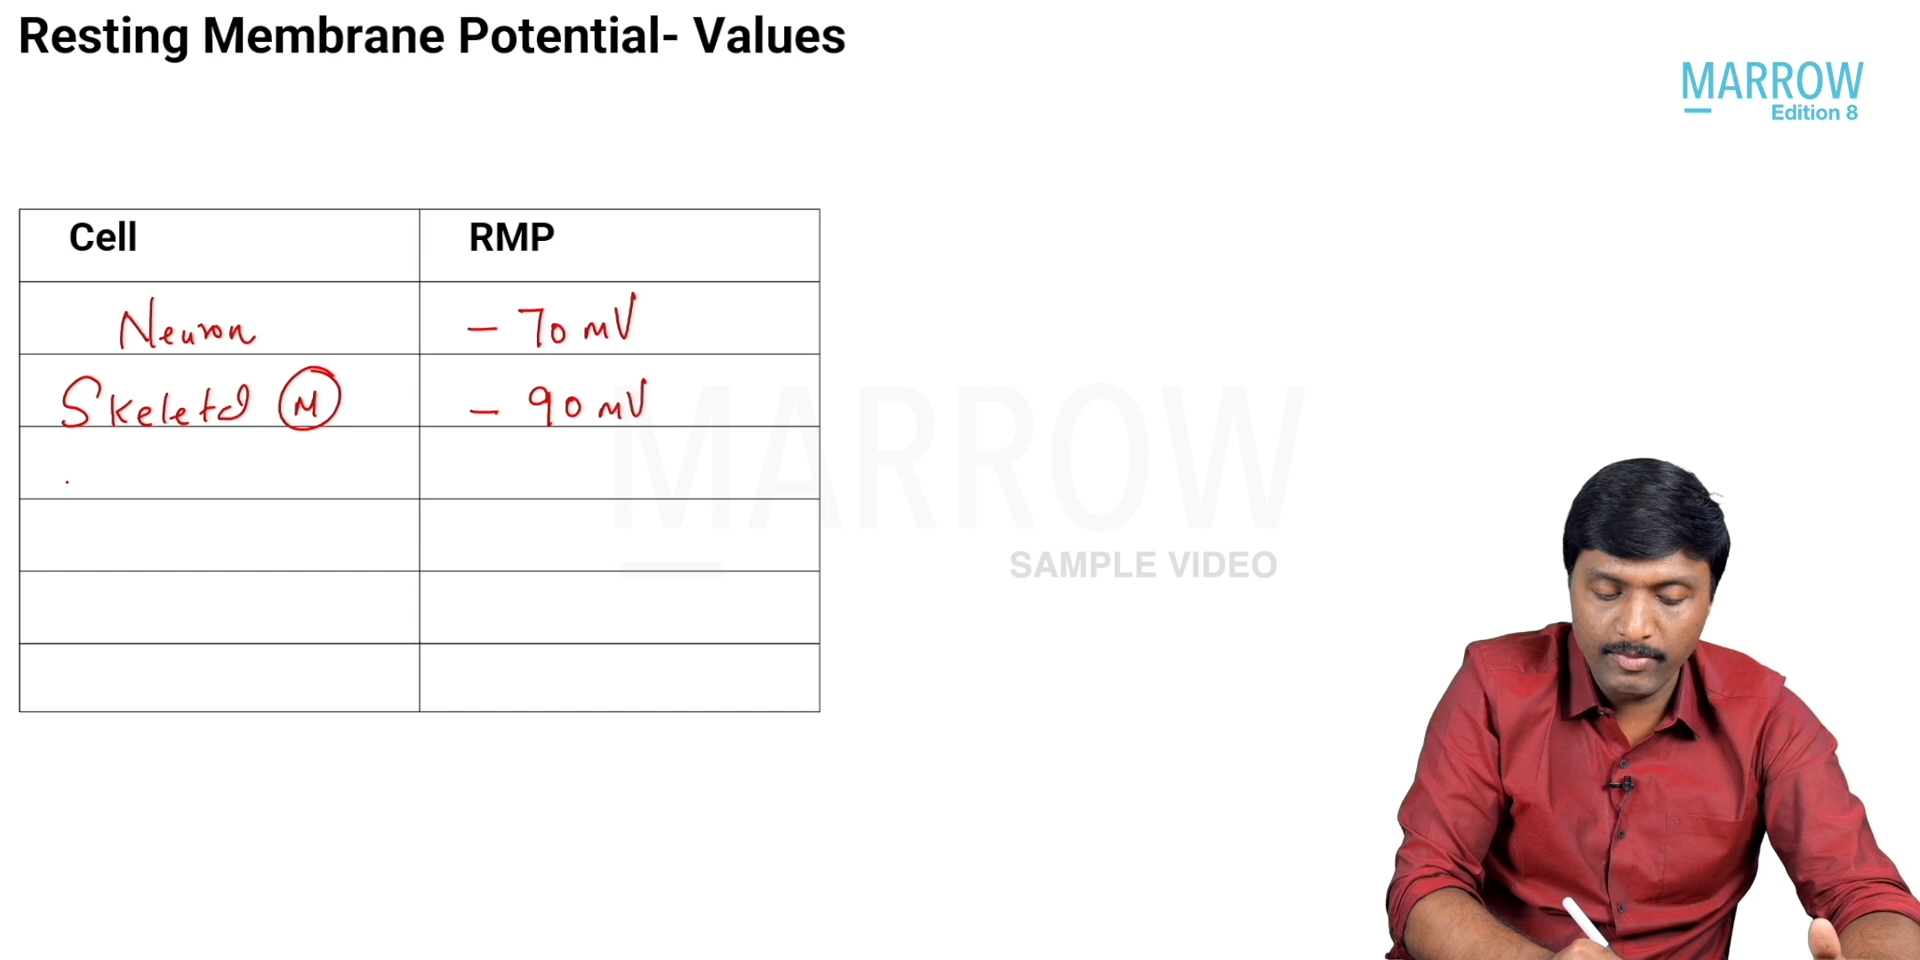 Resting Membrane Potential- Values
MARROW
Edition 8
Cell RMP
Neuron - 70 mV
Skeletal M - 90 mV
MARROW
SAMPLE VIDEO